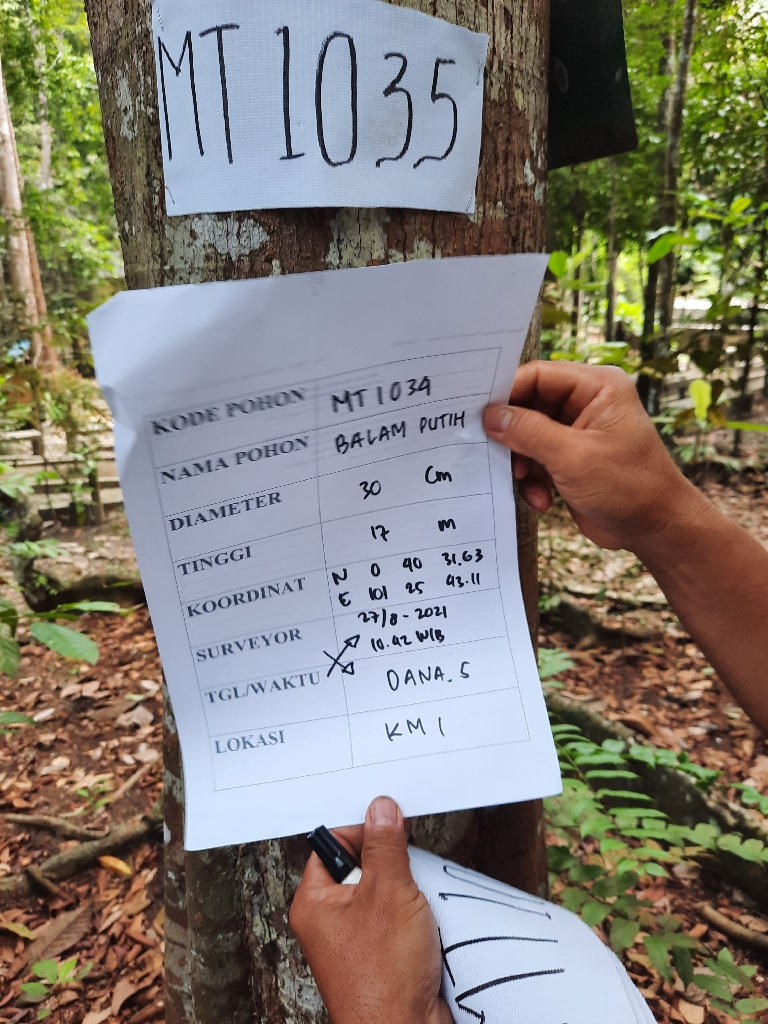 MT 1035
KODE POHON MT 1034
NAMA POHON BALAM PUTIH
DIAMETER 30 Cm
TINGGI 17 m
KOORDINAT N 0 40 31.63
E 101 25 43.11
SURVEYOR 27/8-2021
10.42 WIB
TGL/WAKTU DANA.S
LOKASI KM 1